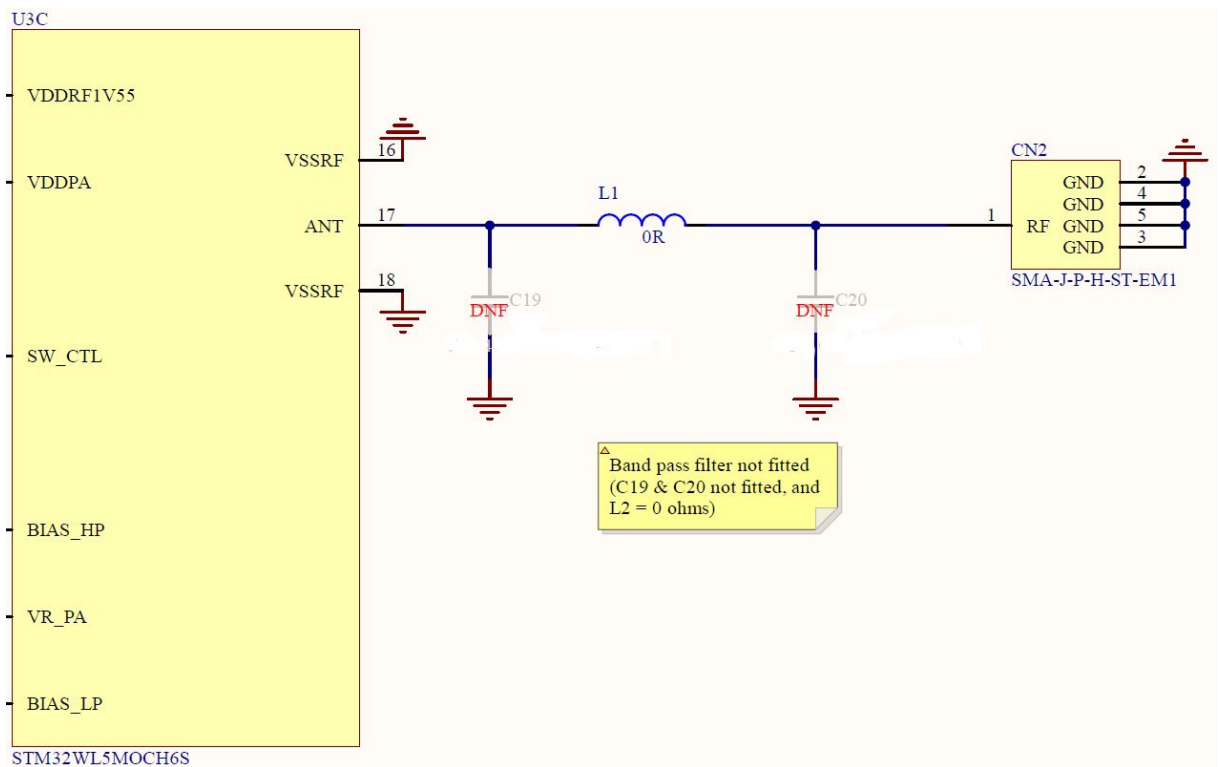 U3C
VDDRF1V55
VSSRF 16
VDDPA
ANT 17
VSSRF 18
SW_CTL
BIAS_HP
VR_PA
BIAS_LP
STM32WL5MOCH6S
L1
0R
C19
DNF
C20
DNF
CN2
GND 2
GND 4
1 RF GND 5
GND 3
SMA-J-P-H-ST-EM1
Band pass filter not fitted
(C19 & C20 not fitted, and
L2 = 0 ohms)